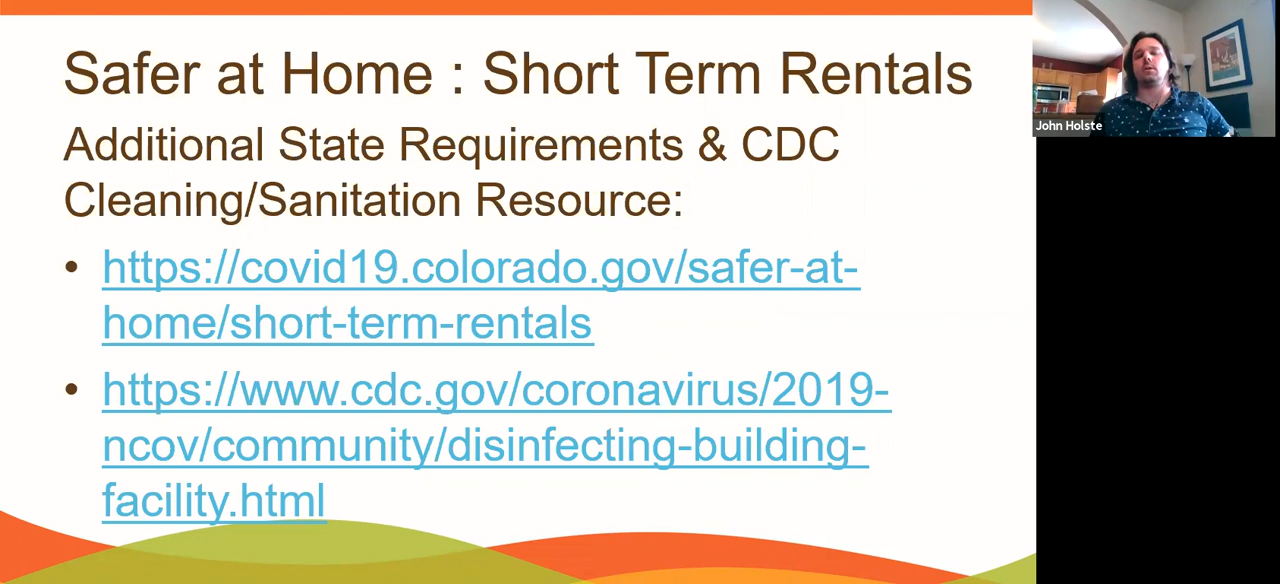 Safer at Home : Short Term Rentals
Additional State Requirements & CDC
Cleaning/Sanitation Resource:
• https://covid19.colorado.gov/safer-at-
home/short-term-rentals
• https://www.cdc.gov/coronavirus/2019-
ncov/community/disinfecting-building-
facility.html
John Holste